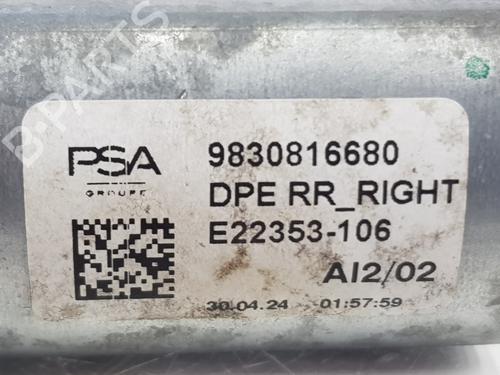 B-PARTS
PSA
GROUPE
9830816680
DPE RR_RIGHT
E22353-106
AI2/02
30.04.24 01:57:59